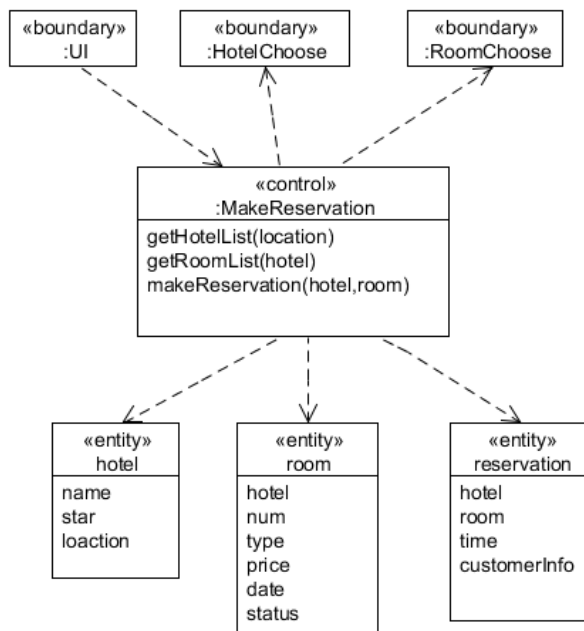 «boundary»
:UI
«boundary»
:HotelChoose
«boundary»
:RoomChoose
«control»
:MakeReservation
getHotelList(location)
getRoomList(hotel)
makeReservation(hotel,room)
«entity»
hotel
name
star
loaction
«entity»
room
hotel
num
type
price
date
status
«entity»
reservation
hotel
room
time
customerInfo